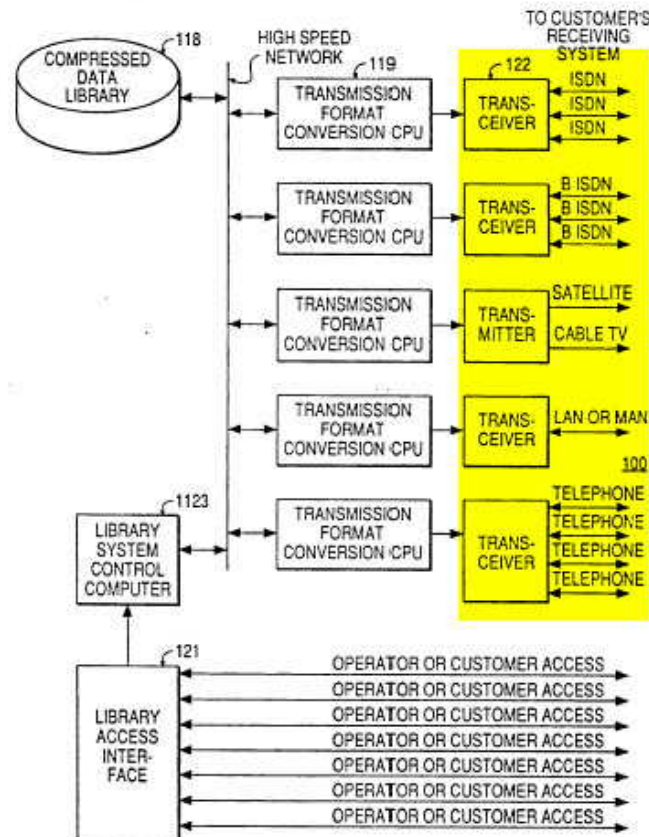 118
COMPRESSED
DATA
LIBRARY
HIGH SPEED
NETWORK
119
TRANSMISSION
FORMAT
CONVERSION CPU
122
TRANS-
CEIVER
TO CUSTOMER'S
RECEIVING
SYSTEM
ISDN
ISDN
ISDN
TRANSMISSION
FORMAT
CONVERSION CPU
TRANS-
CEIVER
B ISDN
B ISDN
B ISDN
TRANSMISSION
FORMAT
CONVERSION CPU
TRANS-
MITTER
SATELLITE
CABLE TV
TRANSMISSION
FORMAT
CONVERSION CPU
TRANS-
CEIVER
LAN OR MAN
100
1123
LIBRARY
SYSTEM
CONTROL
COMPUTER
TRANSMISSION
FORMAT
CONVERSION CPU
TRANS-
CEIVER
TELEPHONE
TELEPHONE
TELEPHONE
TELEPHONE
121
LIBRARY
ACCESS
INTER-
FACE
OPERATOR OR CUSTOMER ACCESS
OPERATOR OR CUSTOMER ACCESS
OPERATOR OR CUSTOMER ACCESS
OPERATOR OR CUSTOMER ACCESS
OPERATOR OR CUSTOMER ACCESS
OPERATOR OR CUSTOMER ACCESS
OPERATOR OR CUSTOMER ACCESS